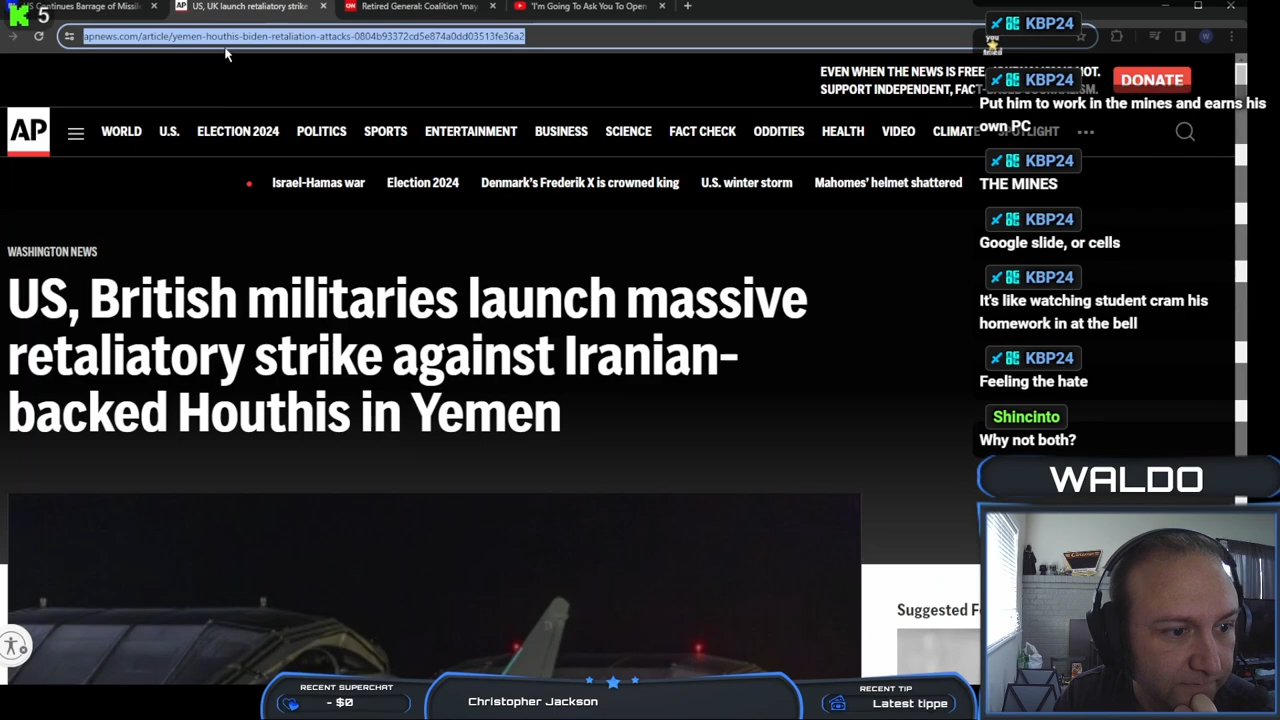 5
US Continues Barrage of Missil
AP US, UK launch retaliatory strike
Retired General: Coalition 'may
'I'm Going To Ask You To Open
apnews.com/article/yemen-houthis-biden-retaliation-attacks-0804b93372cd5e874a0dd03513fe36a2
W
EVEN WHEN THE NEWS IS FREE,
SUPPORT INDEPENDENT,
DONATE
AP
WORLD U.S. ELECTION 2024 POLITICS SPORTS ENTERTAINMENT BUSINESS SCIENCE FACT CHECK ODDITIES HEALTH VIDEO CLIMATE SPOTLIGHT
Israel-Hamas war Election 2024 Denmark's Frederik X is crowned king U.S. winter storm Mahomes' helmet shattered
WASHINGTON NEWS
US, British militaries launch massive
retaliatory strike against Iranian-
backed Houthis in Yemen
Suggested Fo
KBP24
you
KBP24
Put him to work in the mines and earns his
own PC
KBP24
THE MINES
KBP24
Google slide, or cells
KBP24
It's like watching student cram his
homework in at the bell
KBP24
Feeling the hate
Shincinto
Why not both?
WALDO
RECENT SUPERCHAT
- $0
Christopher Jackson
RECENT TIP
Latest tippe